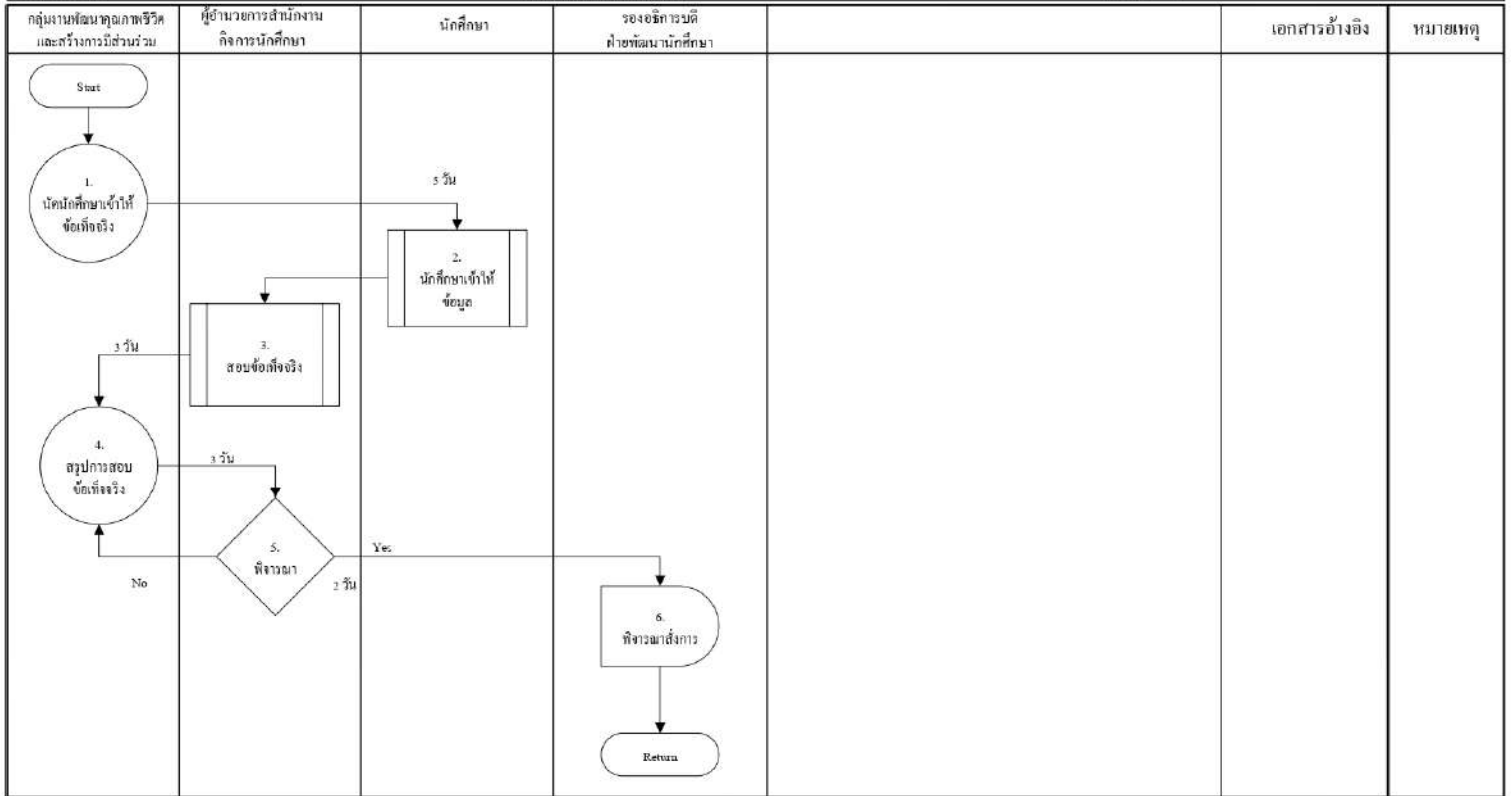 กลุ่มงานพัฒนาคุณภาพชีวิต
และสร้างการมีส่วนร่วม
ผู้อำนวยการสำนักงาน
กิจการนักศึกษา
นักศึกษา
รองอธิการบดี
ฝ่ายพัฒนานักศึกษา
เอกสารอ้างอิง
หมายเหตุ
Start
1.
นัดนักศึกษาเข้าให้
ข้อเท็จจริง
5 วัน
2.
นักศึกษาเข้าให้
ข้อมูล
3.
สอบข้อเท็จจริง
3 วัน
4.
สรุปการสอบ
ข้อเท็จจริง
3 วัน
5.
พิจารณา
Yes
No
2 วัน
6.
พิจารณาสั่งการ
Return